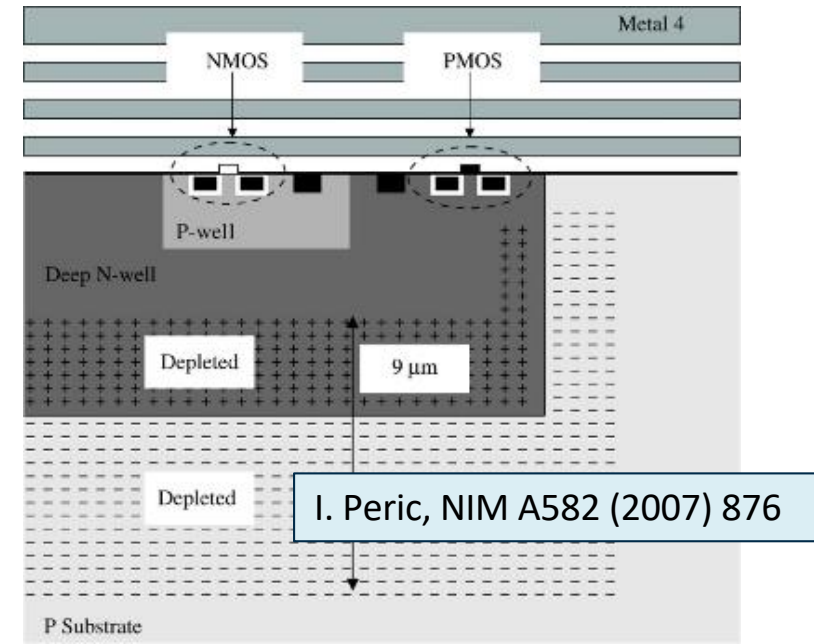 Metal 4
NMOS
PMOS
P-well
Deep N-well
Depleted
9 μm
Depleted
I. Peric, NIM A582 (2007) 876
P Substrate